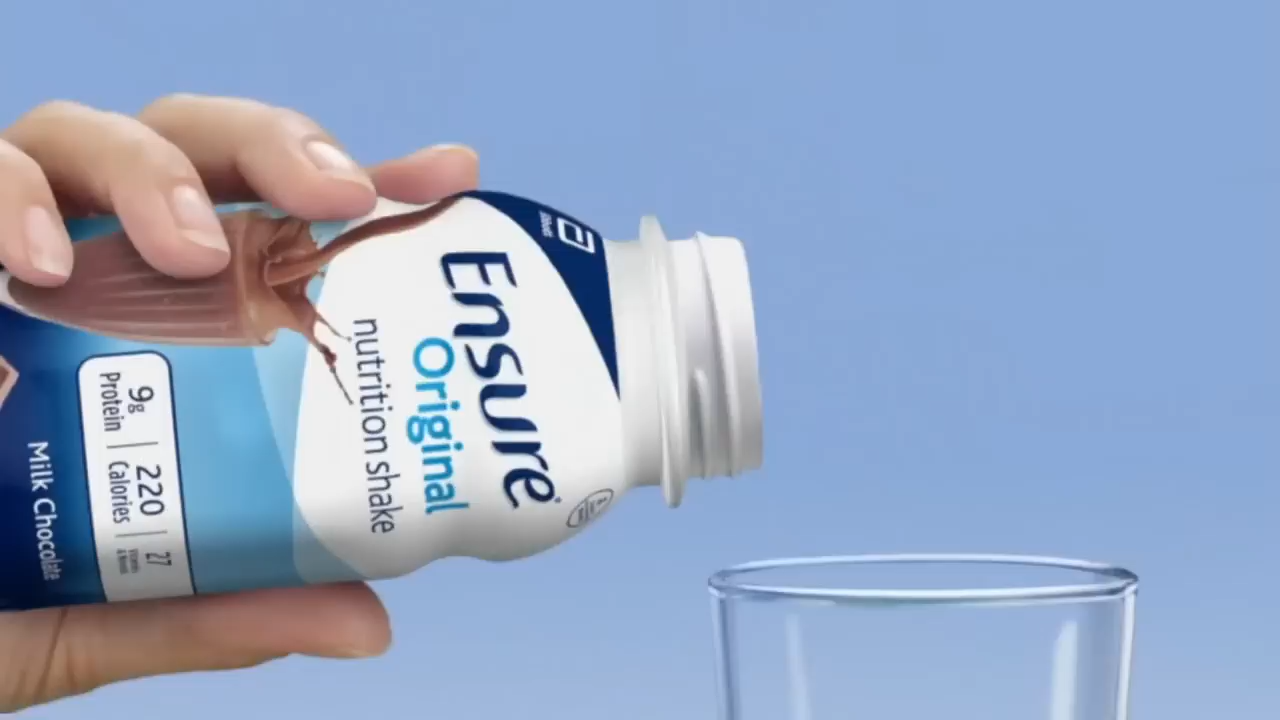 Ensure®
Original
nutrition shake
9g
Protein
220
Calories
27
Milk Chocolate